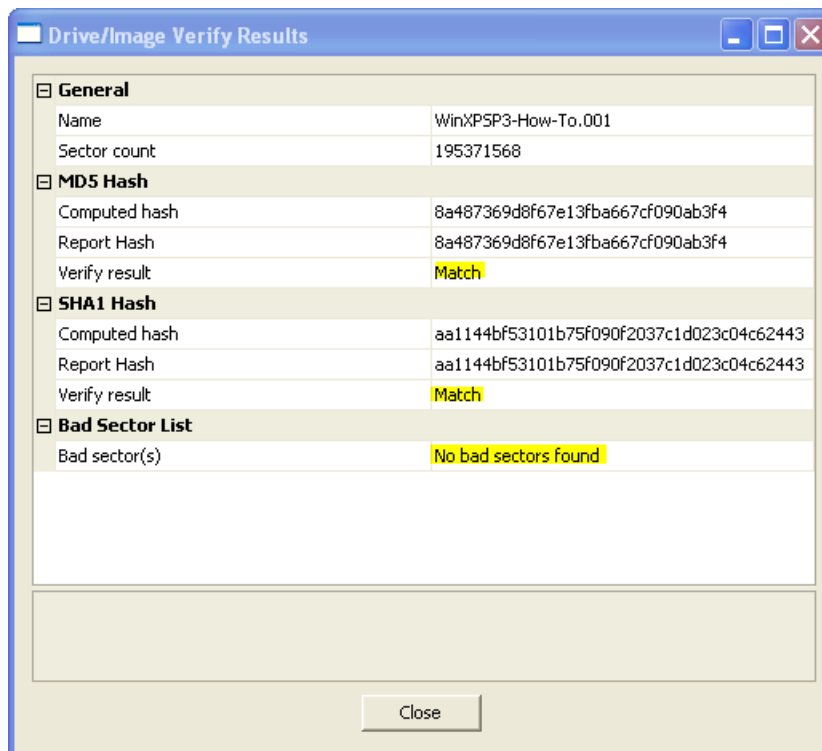 Drive/Image Verify Results
General
Name WinXPSP3-How-To.001
Sector count 195371568
MD5 Hash
Computed hash 8a487369d8f67e13fba667cf090ab3f4
Report Hash 8a487369d8f67e13fba667cf090ab3f4
Verify result Match
SHA1 Hash
Computed hash aa1144bf53101b75f090f2037c1d023c04c62443
Report Hash aa1144bf53101b75f090f2037c1d023c04c62443
Verify result Match
Bad Sector List
Bad sector(s) No bad sectors found
Close